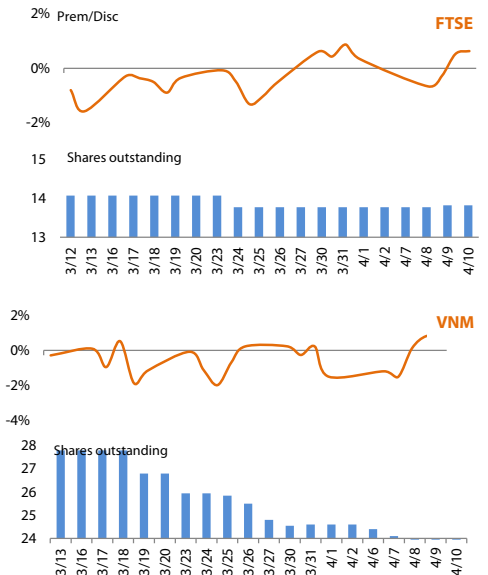 2% Prem/Disc
FTSE
0%
-2%
15
Shares outstanding
14
13
3/12 3/13 3/16 3/17 3/18 3/19 3/20 3/23 3/24 3/25 3/26 3/27 3/30 3/31 4/1 4/2 4/7 4/8 4/9 4/10
2%
VNM
0%
-2%
-4%
28
Shares outstanding
27
26
25
24
3/13 3/16 3/17 3/18 3/19 3/20 3/23 3/24 3/25 3/26 3/27 3/30 3/31 4/1 4/2 4/6 4/7 4/8 4/9 4/10